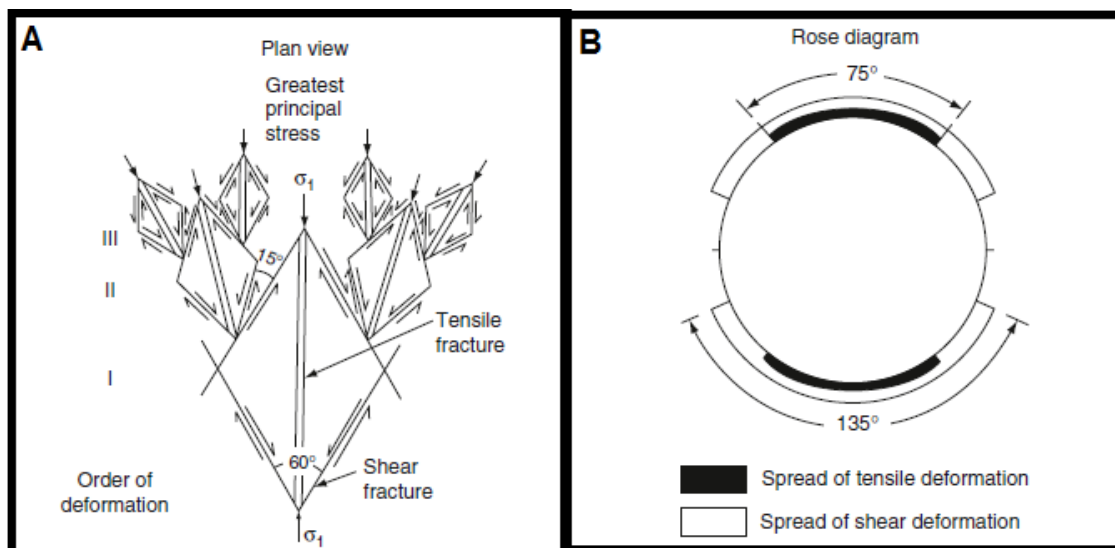 A
Plan view
Greatest
principal
stress
σ1
III
15°
II
Tensile
fracture
I
60°
Shear
fracture
Order of
deformation
σ1
B
Rose diagram
75°
135°
Spread of tensile deformation
Spread of shear deformation